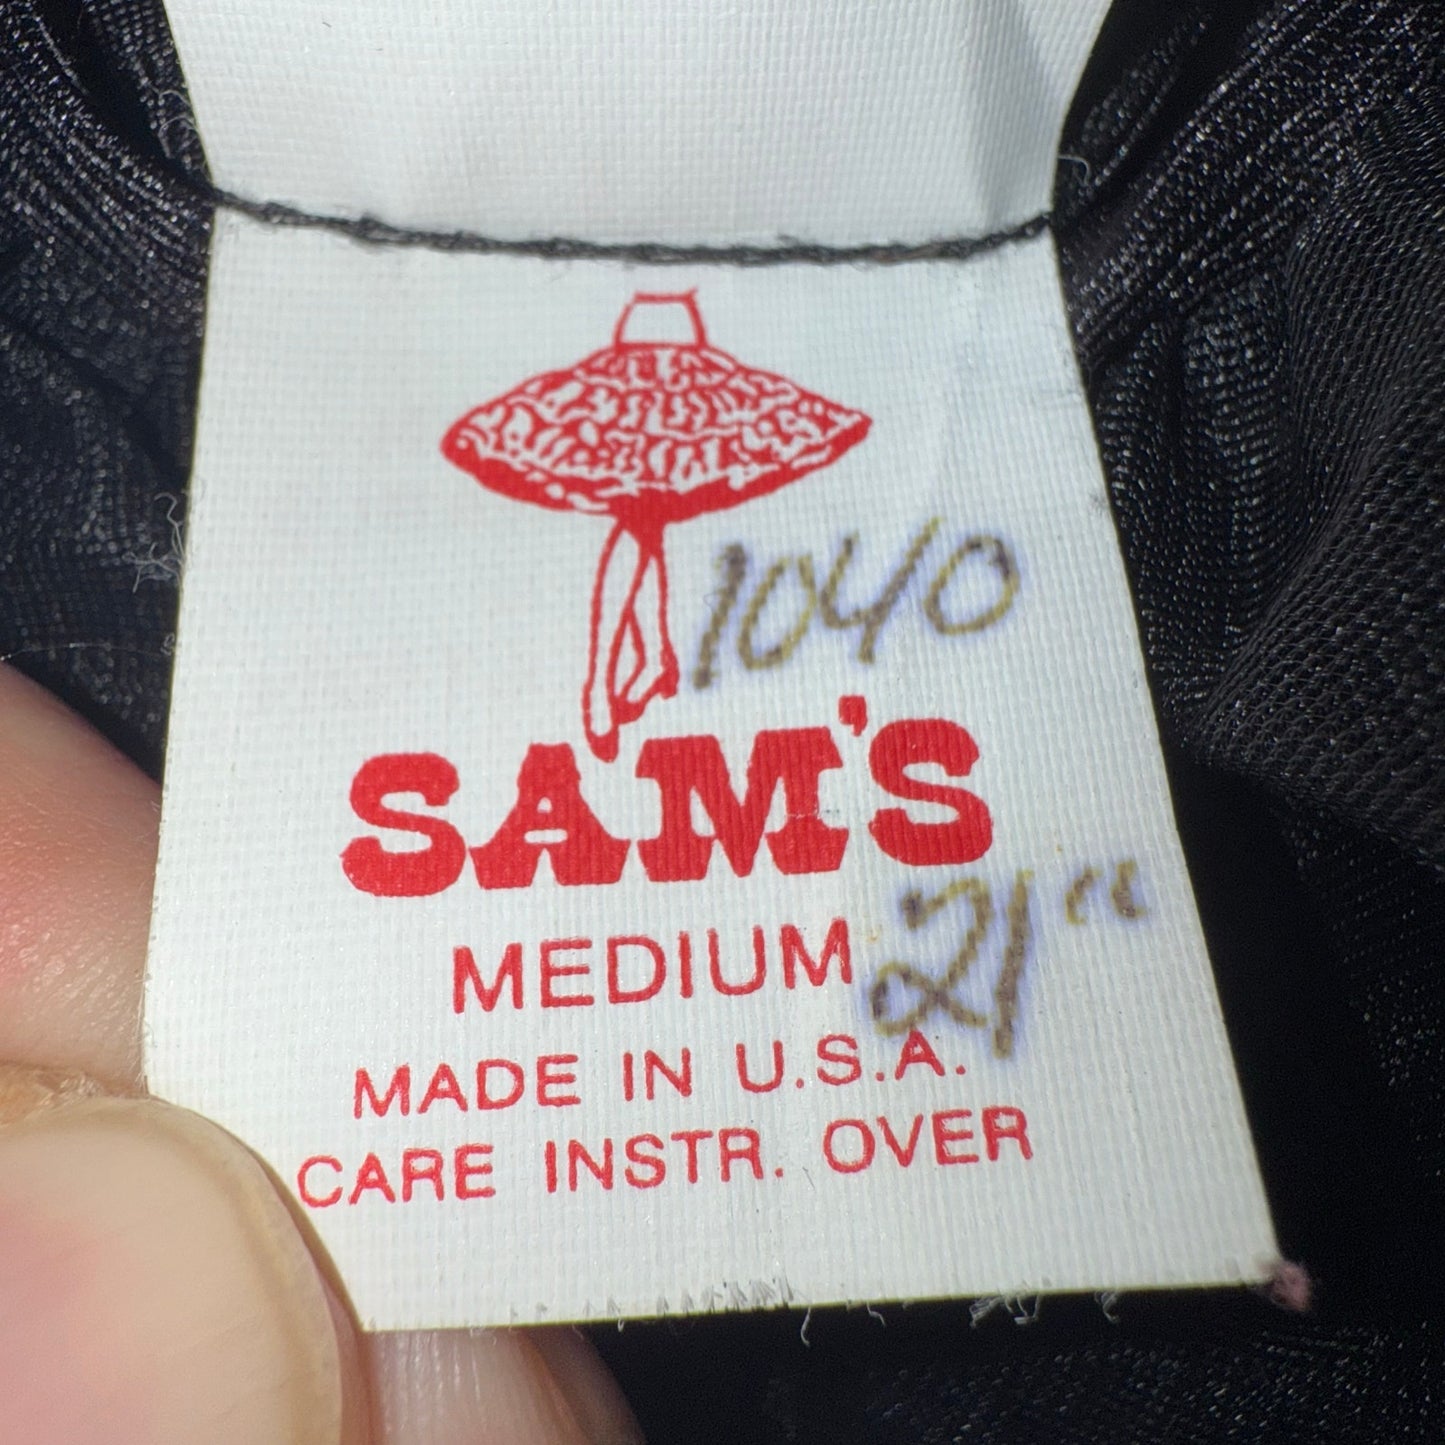 1040
SAM'S
MEDIUM 21"
MADE IN U.S.A.
CARE INSTR. OVER